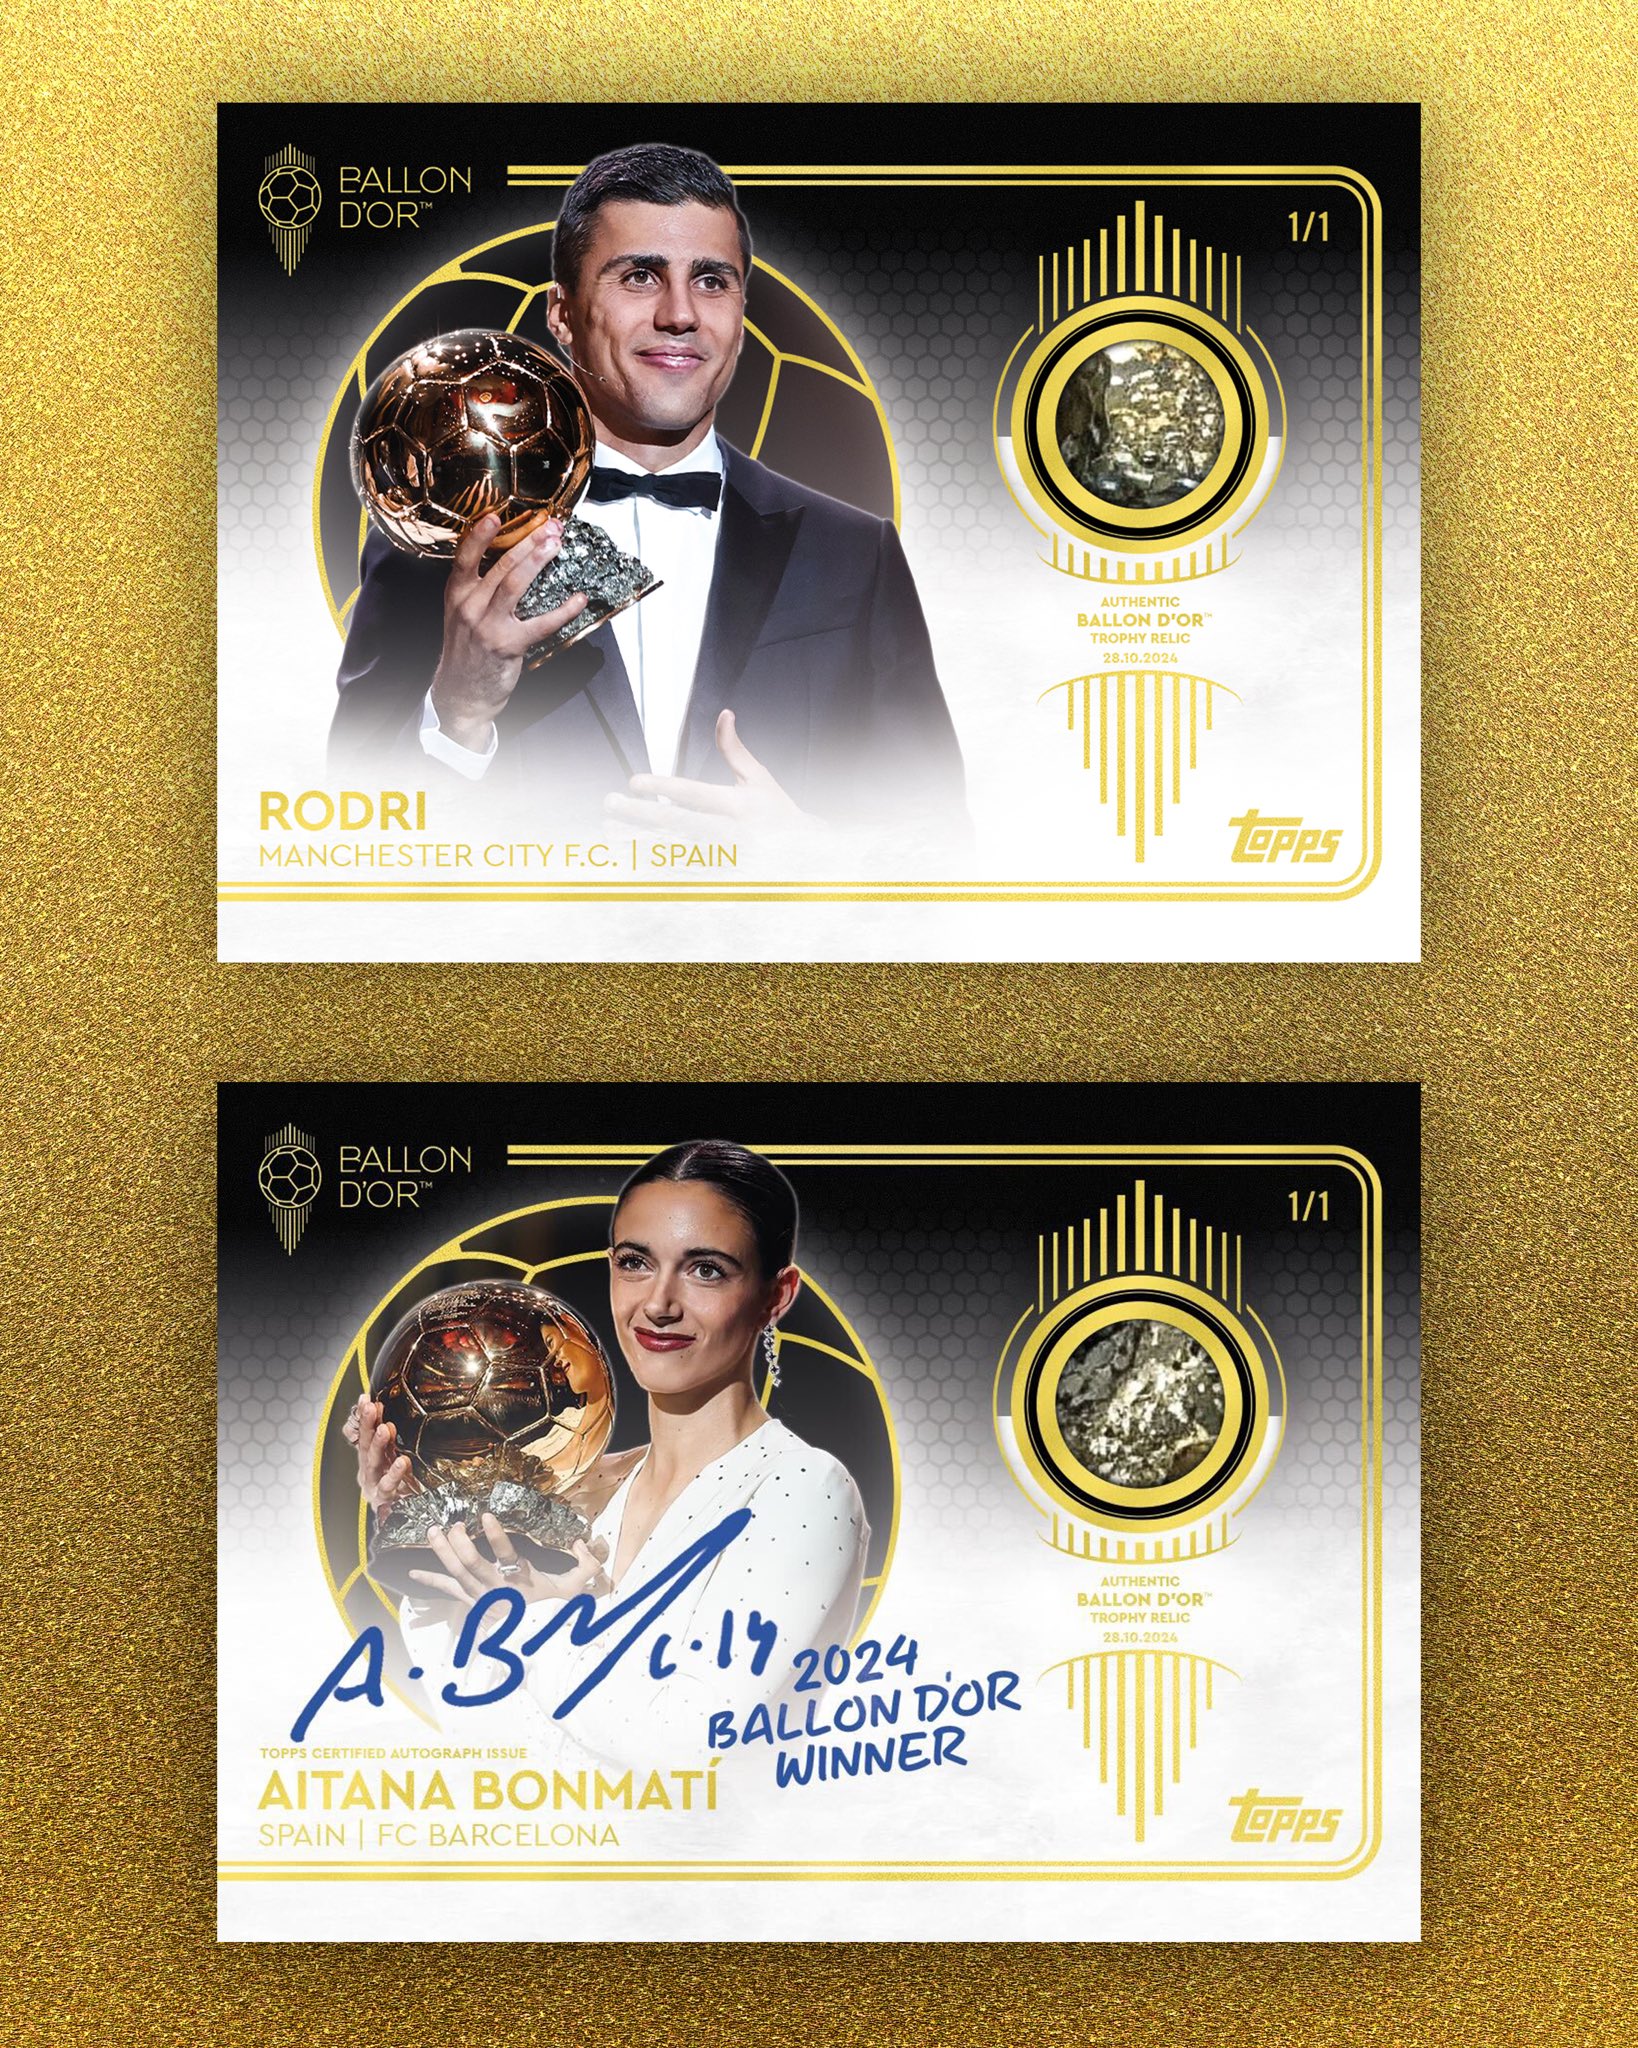 BALLON
D'OR™
1/1
AUTHENTIC
BALLON D'OR™
TROPHY RELIC
28.10.2024
RODRI
MANCHESTER CITY F.C. | SPAIN
topps
BALLON
D'OR™
1/1
AUTHENTIC
BALLON D'OR™
TROPHY RELIC
28.10.2024
A.B
14
2024
BALLON D'OR
WINNER
TOPPS CERTIFIED AUTOGRAPH ISSUE
AITANA BONMATÍ
SPAIN | FC BARCELONA
topps